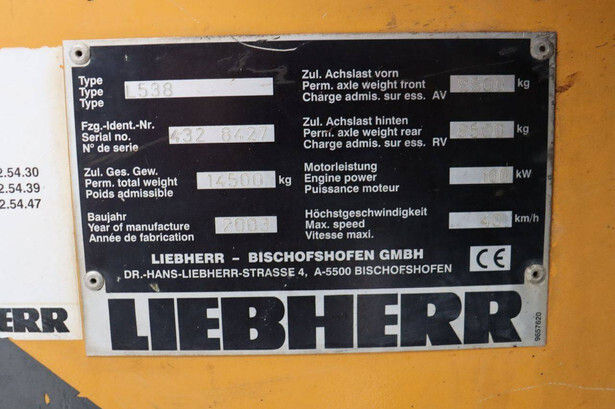 Type
Type
Type
L538
Zul. Achslast vorn
Perm. axle weight front
Charge admis. sur ess. AV
kg
Fzg.-Ident.-Nr.
Serial no.
N° de serie
432 8427
Zul. Achslast hinten
Perm. axle weight rear
Charge admis. sur ess. RV
kg
Zul. Ges. Gew.
Perm. total weight
Poids admissible
14500 kg
Motorleistung
Engine power
Puissance moteur
kW
Baujahr
Year of manufacture
Année de fabrication
2003
Höchstgeschwindigkeit
Max. speed
Vitesse maxi.
40 km/h
LIEBHERR – BISCHOFSHOFEN GMBH
DR.-HANS-LIEBHERR-STRASSE 4, A-5500 BISCHOFSHOFEN
CE
LIEBHERR
9657620
2.54.30
2.54.39
2.54.47
HERR